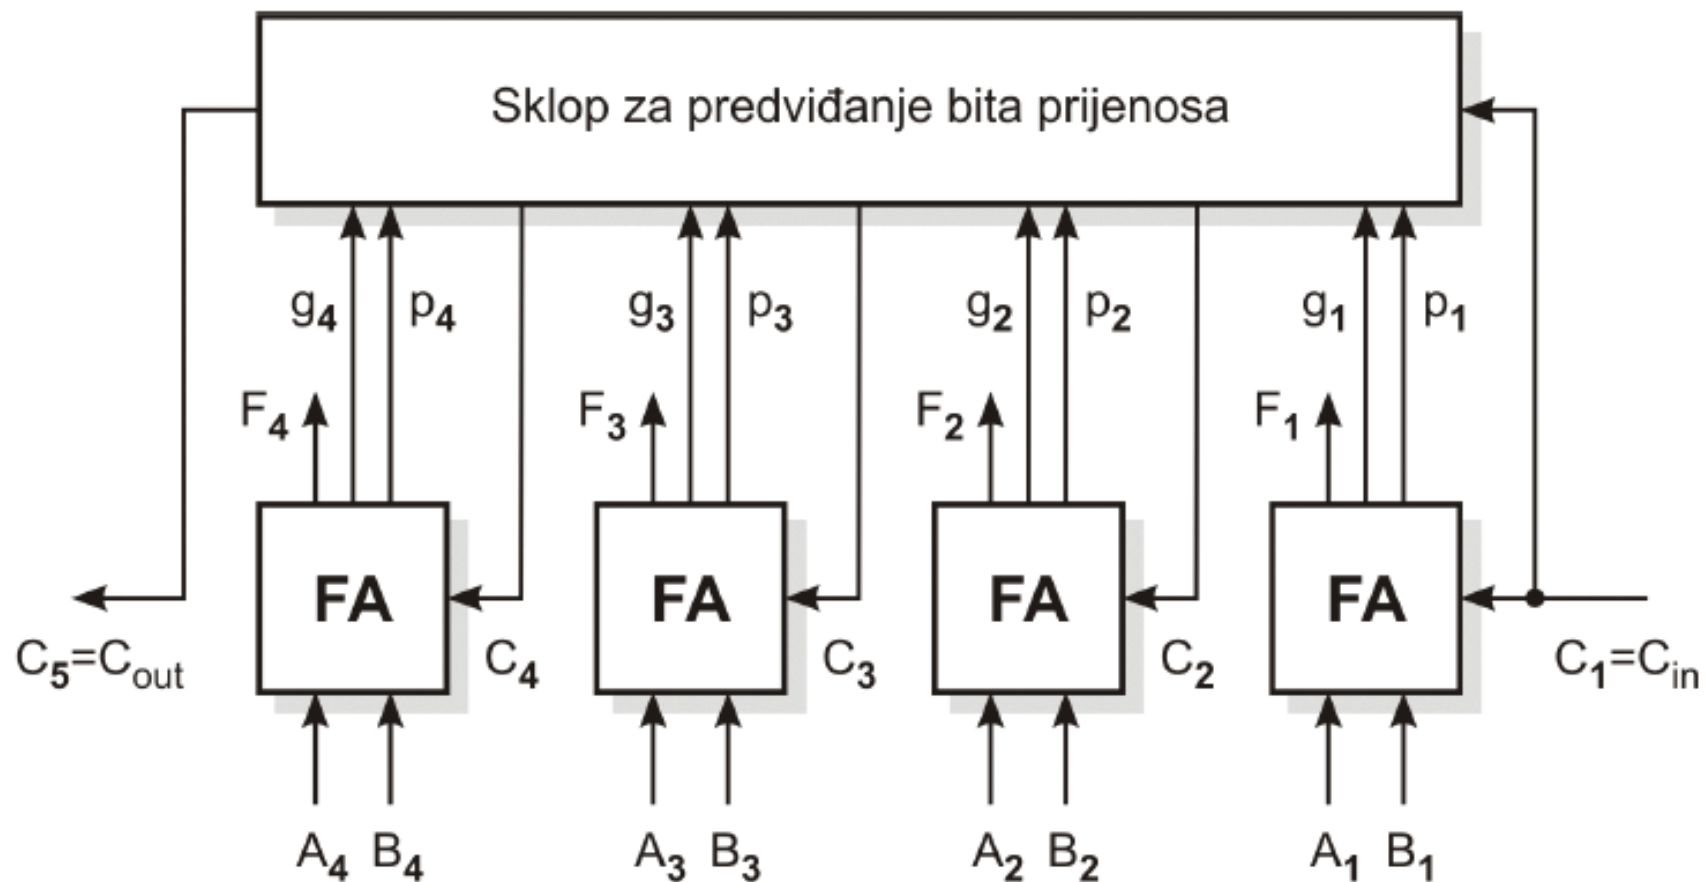 Sklop za predviđanje bita prijenosa
g4 p4 g3 p3 g2 p2 g1 p1
F4 F3 F2 F1
FA FA FA FA
C5=Cout C4 C3 C2 C1=Cin
A4 B4 A3 B3 A2 B2 A1 B1